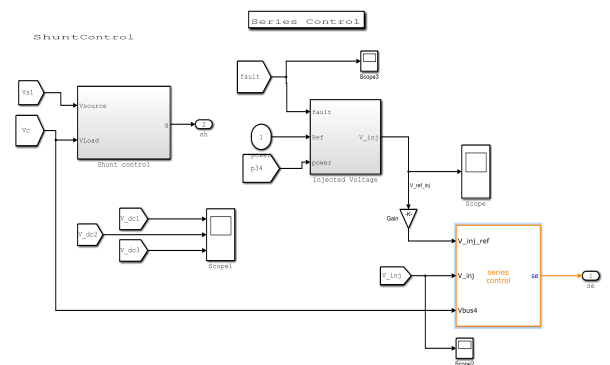 Series Control
ShuntControl
fault
Scope3
Vs1
Vc
Vsource
VLoad
g
Shunt control
2
sh
fault
Ref
power
V_inj
Injected Voltage
1
power
p34
V_ref_inj
Scope
Gain
-K-
V_dc1
V_dc2
V_dc3
Scope1
V_inj
V_inj_ref
V_inj
Vbus4
series
control
se
1
se
Scope2